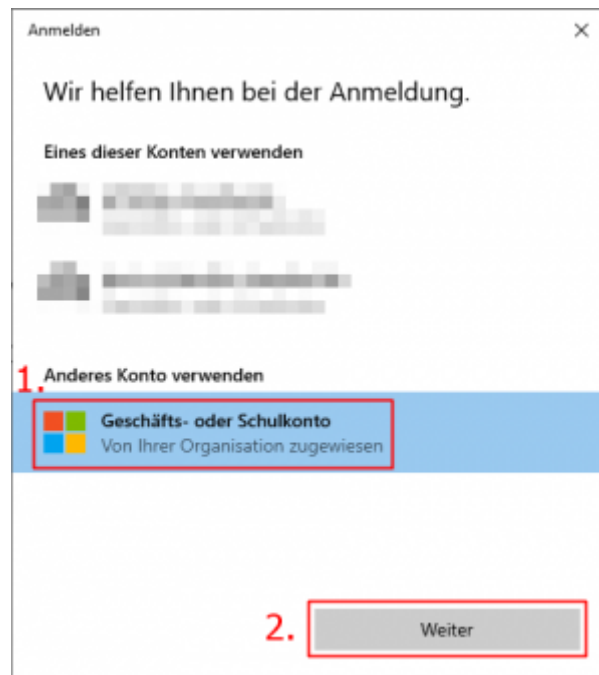 Anmelden
Wir helfen Ihnen bei der Anmeldung.
Eines dieser Konten verwenden
Anderes Konto verwenden
1.
Geschäfts- oder Schulkonto
Von Ihrer Organisation zugewiesen
2.
Weiter